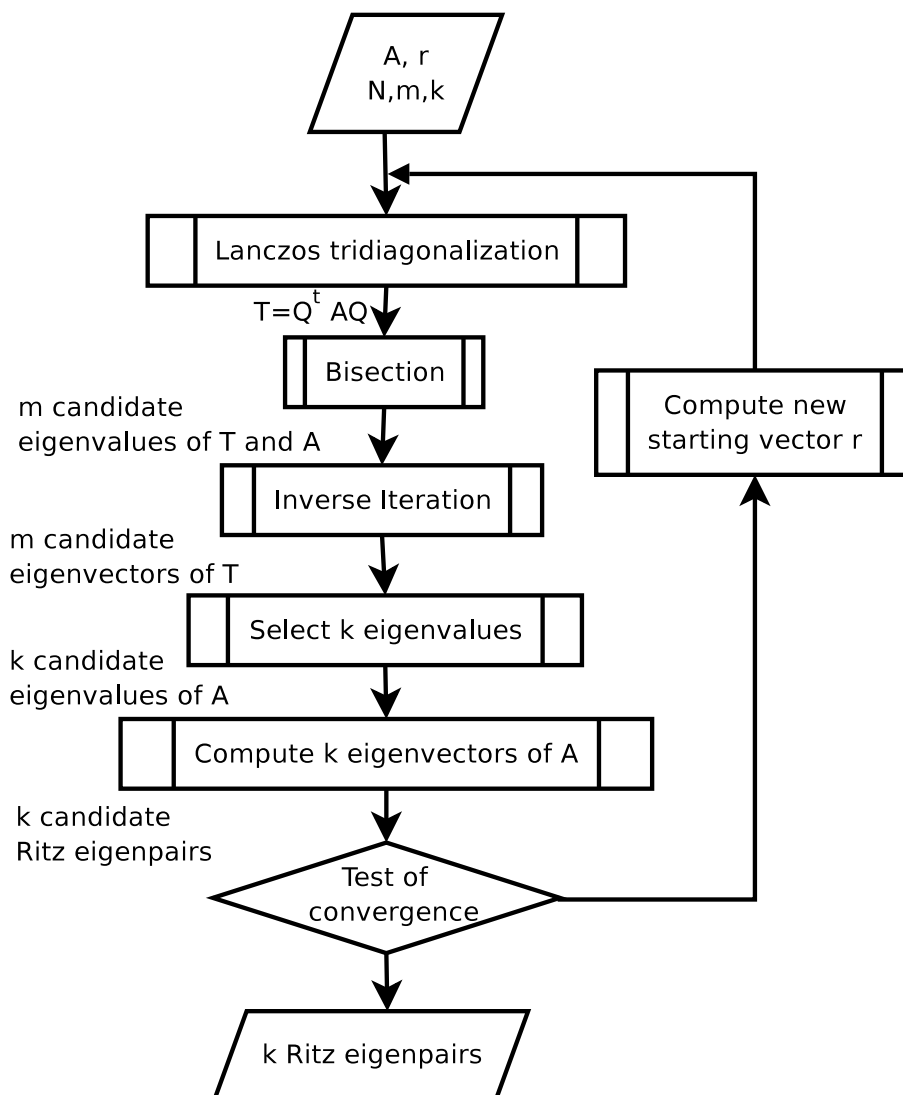 A, r
N,m,k
Lanczos tridiagonalization
T=Q^t AQ
Bisection
m candidate
eigenvalues of T and A
Compute new
starting vector r
Inverse Iteration
m candidate
eigenvectors of T
Select k eigenvalues
k candidate
eigenvalues of A
Compute k eigenvectors of A
k candidate
Ritz eigenpairs
Test of
convergence
k Ritz eigenpairs